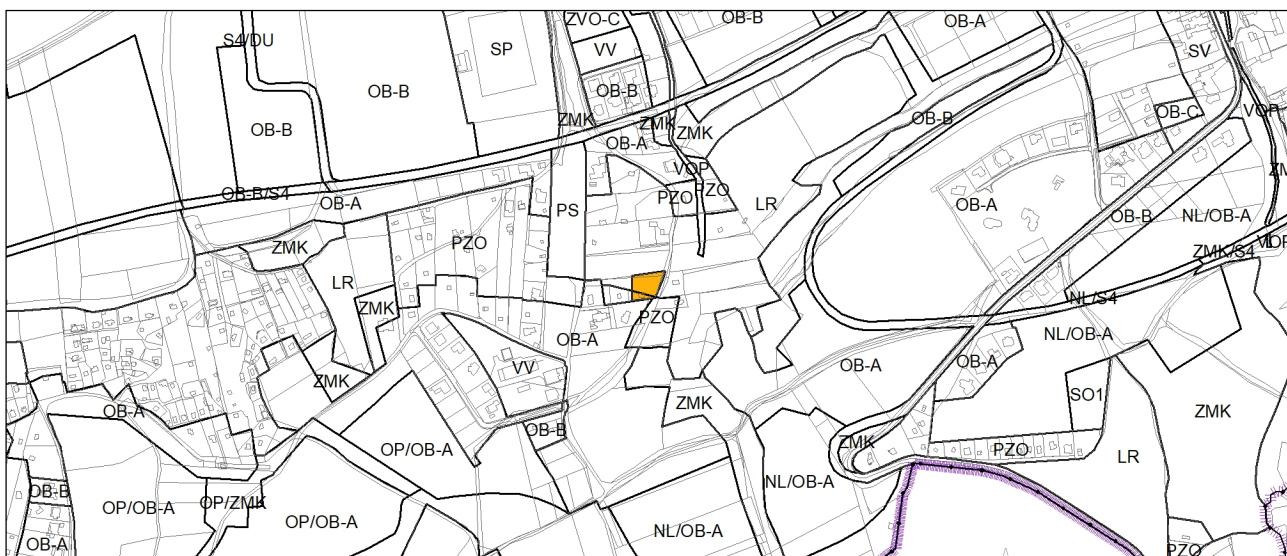 ZVO-C
OB-B
OB-A
S4/DU
SP
VV
SV
OB-B
OB-B
OB-B
OB-B
OB-C
VOP
ZMK
ZMK
ZMK
OB-A
VOP
PZO
PZO
LR
OB-B/S4
OB-A
PS
OB-A
OB-B
NL/OB-A
ZMK
PZO
ZMK/S4
LR
ZMK
NL/S4
PZO
NL/OB-A
OB-A
OB-A
OB-A
VV
ZMK
SO1
ZMK
ZMK
OB-A
OB-B
ZMK
OP/OB-A
PZO
LR
NL/OB-A
OB-B
OP/OB-A
OP/ZMK
OP/OB-A
NL/OB-A
OB-A
PZO